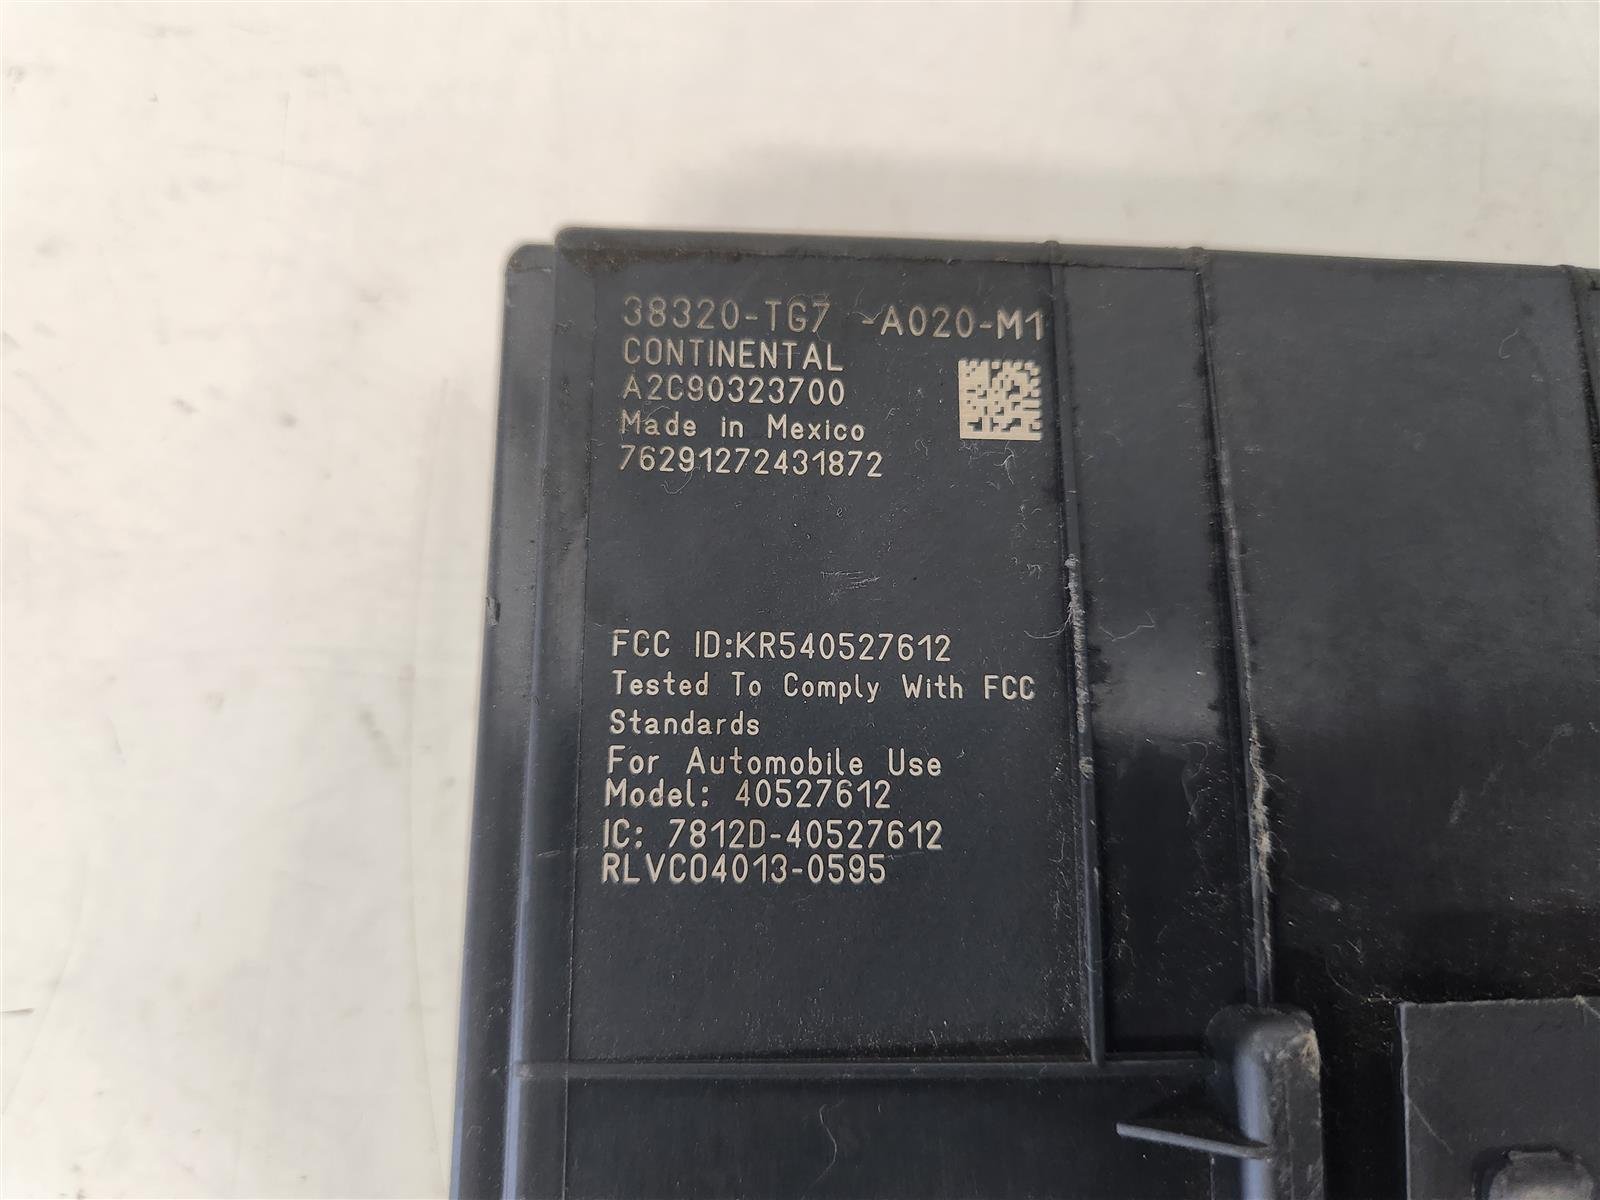 38320-TG7 -A020-M1
CONTINENTAL
A2C90323700
Made in Mexico
76291272431872
FCC ID:KR540527612
Tested To Comply With FCC
Standards
For Automobile Use
Model: 40527612
IC: 7812D-40527612
RLVCO4013-0595